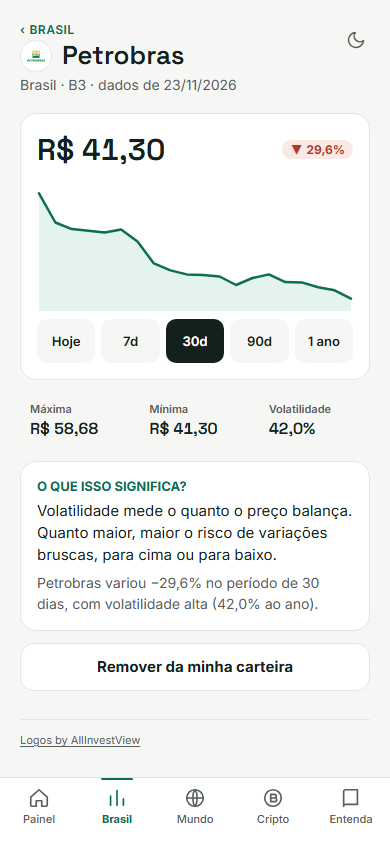 ‹ BRASIL
Petrobras
Brasil · B3 · dados de 23/11/2026
R$ 41,30
▼ 29,6%
Hoje
7d
30d
90d
1 ano
Máxima
Mínima
Volatilidade
R$ 58,68
R$ 41,30
42,0%
O QUE ISSO SIGNIFICA?
Volatilidade mede o quanto o preço balança.
Quanto maior, maior o risco de variações
bruscas, para cima ou para baixo.
Petrobras variou −29,6% no período de 30
dias, com volatilidade alta (42,0% ao ano).
Remover da minha carteira
Logos by AllInvestView
Painel
Brasil
Mundo
Cripto
Entenda